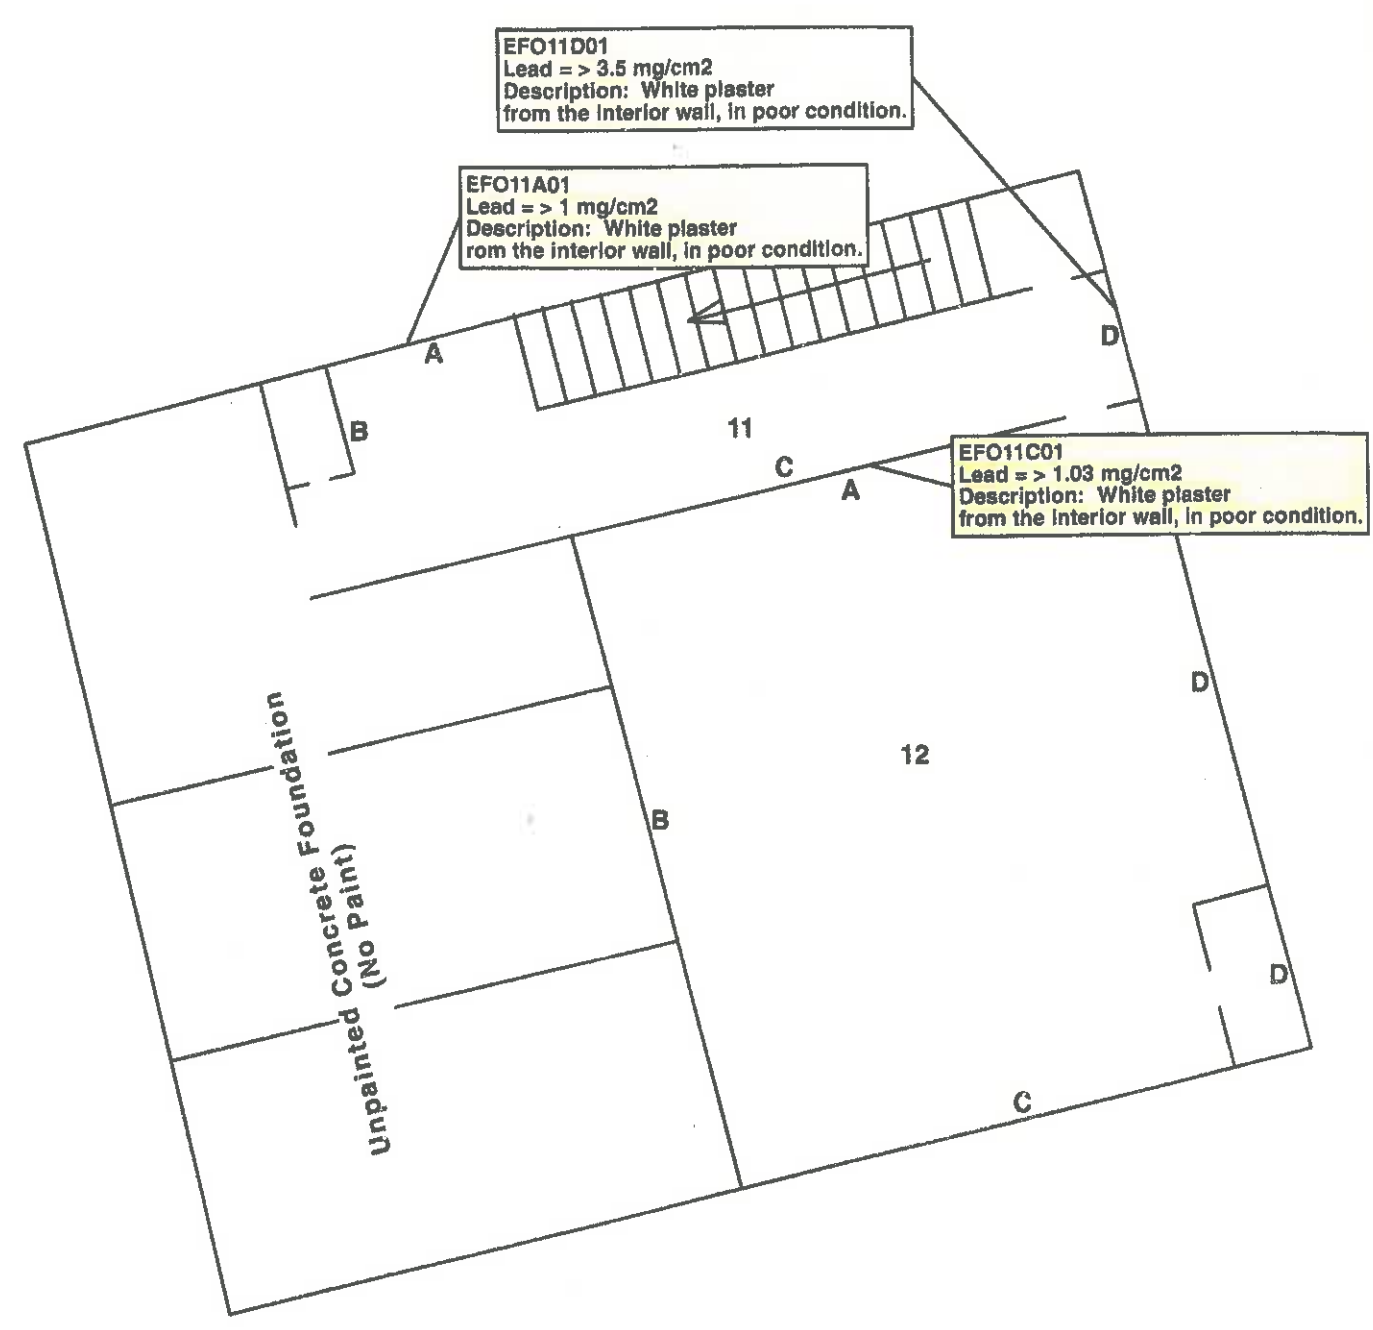 EFO11D01
Lead = > 3.5 mg/cm2
Description: White plaster
from the interior wall, in poor condition.
EFO11A01
Lead = > 1 mg/cm2
Description: White plaster
rom the interior wall, in poor condition.
A
B
D
11
C
A
EFO11C01
Lead = > 1.03 mg/cm2
Description: White plaster
from the interior wall, in poor condition.
D
12
B
Unpainted Concrete Foundation
(No Paint)
D
C